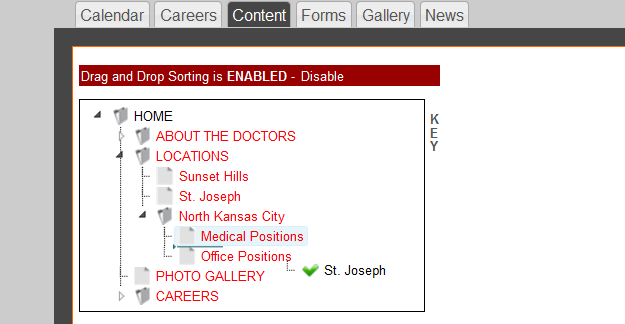 Calendar Careers Content Forms Gallery News
Drag and Drop Sorting is ENABLED - Disable
HOME
ABOUT THE DOCTORS
LOCATIONS
Sunset Hills
St. Joseph
North Kansas City
Medical Positions
Office Positions
St. Joseph
PHOTO GALLERY
CAREERS
KEY